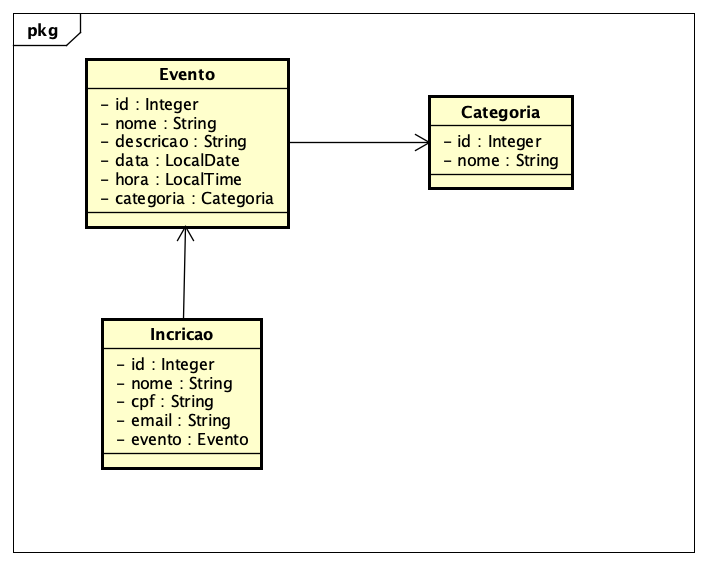 pkg
Evento
- id : Integer
- nome : String
- descricao : String
- data : LocalDate
- hora : LocalTime
- categoria : Categoria
Categoria
- id : Integer
- nome : String
Incricao
- id : Integer
- nome : String
- cpf : String
- email : String
- evento : Evento